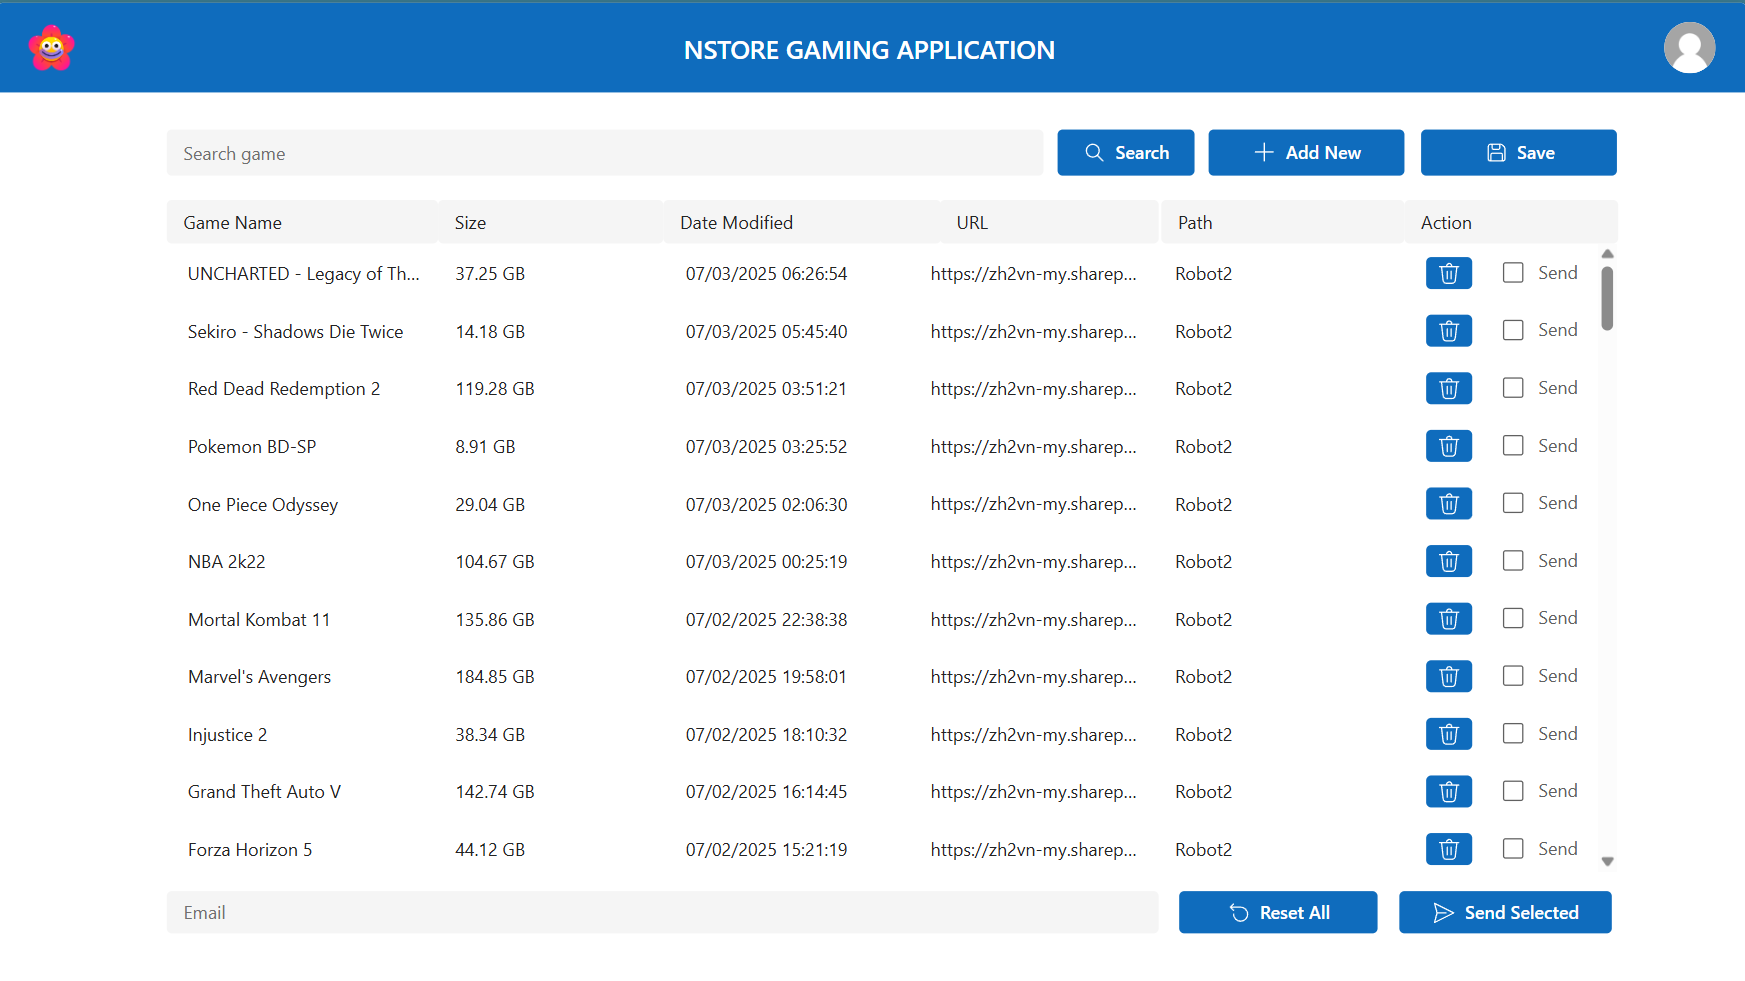 NSTORE GAMING APPLICATION
Search game Search Add New Save
Game Name Size Date Modified URL Path Action
UNCHARTED - Legacy of Th... 37.25 GB 07/03/2025 06:26:54 https://zh2vn-my.sharep... Robot2 Send
Sekiro - Shadows Die Twice 14.18 GB 07/03/2025 05:45:40 https://zh2vn-my.sharep... Robot2 Send
Red Dead Redemption 2 119.28 GB 07/03/2025 03:51:21 https://zh2vn-my.sharep... Robot2 Send
Pokemon BD-SP 8.91 GB 07/03/2025 03:25:52 https://zh2vn-my.sharep... Robot2 Send
One Piece Odyssey 29.04 GB 07/03/2025 02:06:30 https://zh2vn-my.sharep... Robot2 Send
NBA 2k22 104.67 GB 07/03/2025 00:25:19 https://zh2vn-my.sharep... Robot2 Send
Mortal Kombat 11 135.86 GB 07/02/2025 22:38:38 https://zh2vn-my.sharep... Robot2 Send
Marvel's Avengers 184.85 GB 07/02/2025 19:58:01 https://zh2vn-my.sharep... Robot2 Send
Injustice 2 38.34 GB 07/02/2025 18:10:32 https://zh2vn-my.sharep... Robot2 Send
Grand Theft Auto V 142.74 GB 07/02/2025 16:14:45 https://zh2vn-my.sharep... Robot2 Send
Forza Horizon 5 44.12 GB 07/02/2025 15:21:19 https://zh2vn-my.sharep... Robot2 Send
Email Reset All Send Selected